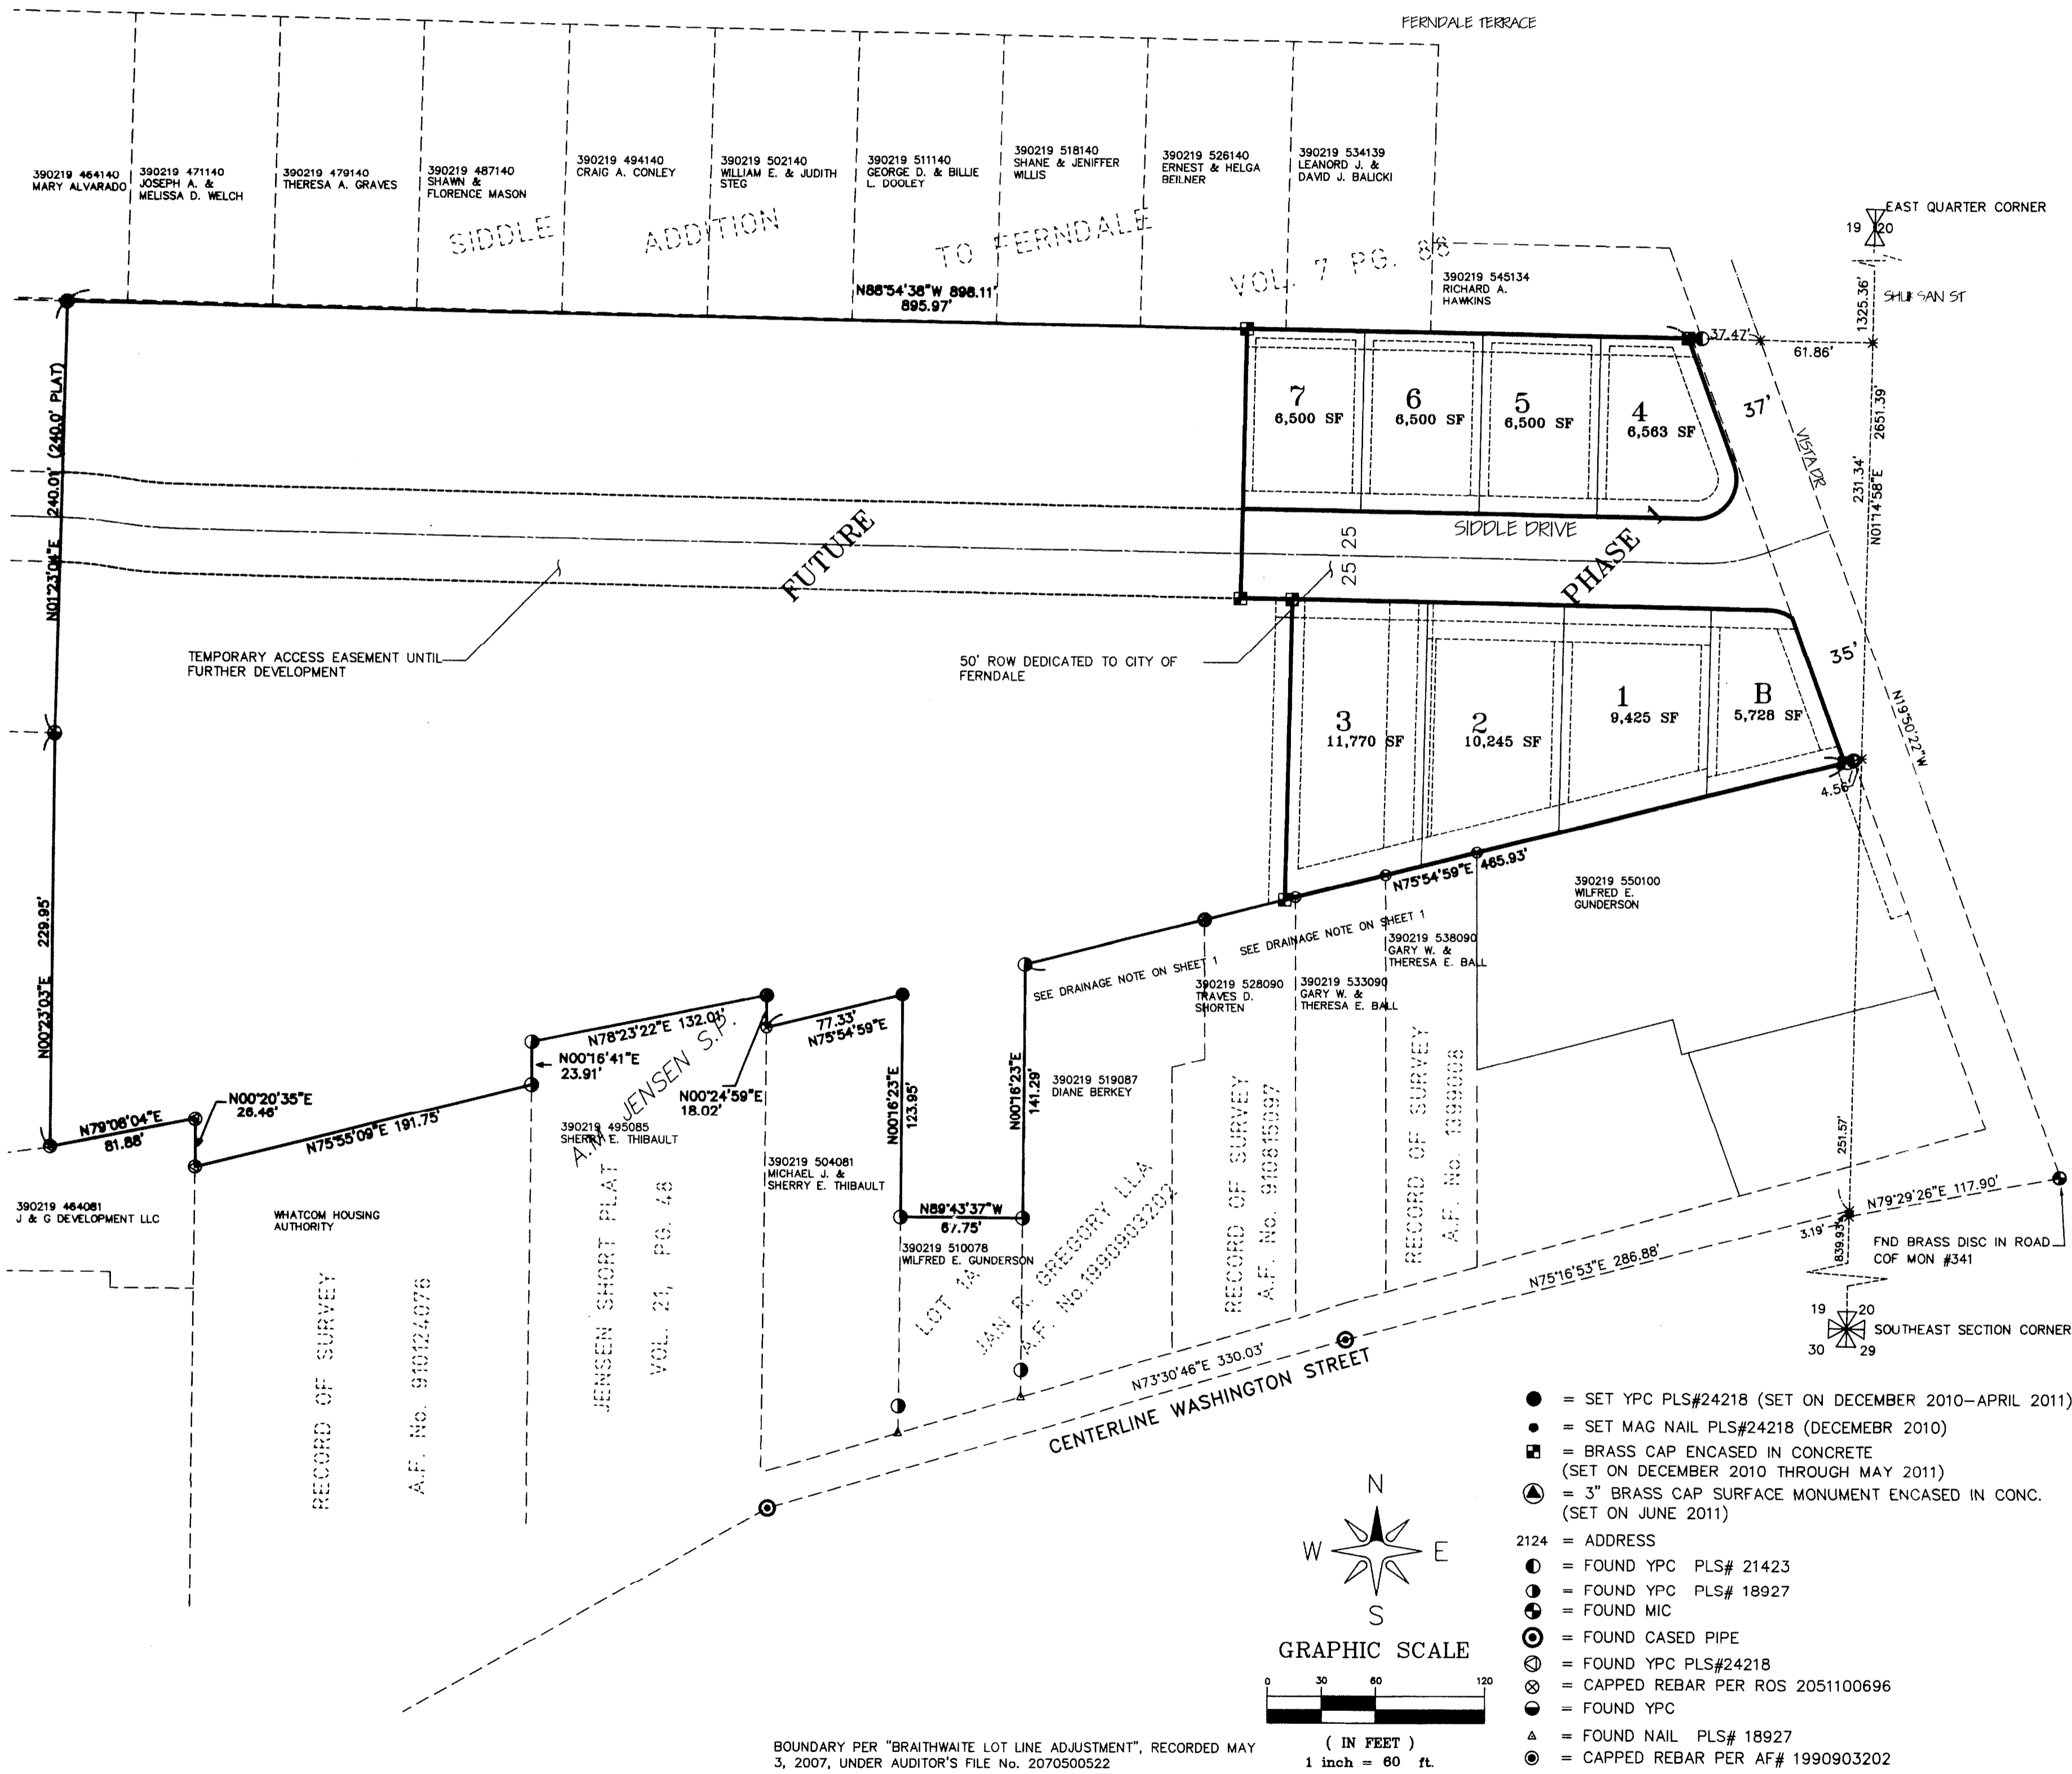 FERNDALE TERRACE
390219 464140
MARY ALVARADO
390219 471140
JOSEPH A. &
MELISSA D. WELCH
390219 479140
THERESA A. GRAVES
390219 487140
SHAWN &
FLORENCE MASON
390219 494140
CRAIG A. CONLEY
390219 502140
WILLIAM E. & JUDITH
STEG
390219 511140
GEORGE D. & BILLIE
L. DOOLEY
390219 518140
SHANE & JENIFFER
WILLIS
390219 526140
ERNEST & HELGA
BEILNER
390219 534139
LEANORD J. &
DAVID J. BALICKI
SIDDLE ADDITION TO FERNDALE VOL. 7 PG. 86
390219 545134
RICHARD A.
HAWKINS
EAST QUARTER CORNER
19 20
SHUKSAN ST
1325.36'
N88°54'38"W 898.11'
895.97'
37.47'
61.86'
2651.39'
N01°14'58"E
231.34'
37'
VISTA DR
240.01' (240.0' PLAT)
N01°23'04"E
7
6,500 SF
6
6,500 SF
5
6,500 SF
4
6,563 SF
SIDDLE DRIVE
25 25
FUTURE
PHASE 1
TEMPORARY ACCESS EASEMENT UNTIL
FURTHER DEVELOPMENT
50' ROW DEDICATED TO CITY OF
FERNDALE
35'
N19°50'22"W
3
11,770 SF
2
10,245 SF
1
9,425 SF
B
5,728 SF
4.56'
N75°54'59"E 465.93'
390219 550100
WILFRED E.
GUNDERSON
229.95'
N00°23'03"E
SEE DRAINAGE NOTE ON SHEET 1
SEE DRAINAGE NOTE ON SHEET 1
390219 538090
GARY W. &
THERESA E. BALL
390219 528090
TRAVES D.
SHORTEN
390219 533090
GARY W. &
THERESA E. BALL
N78°23'22"E 132.01'
77.33'
N75°54'59"E
N00°16'41"E
23.91'
N00°24'59"E
18.02'
N00°20'35"E
26.46'
N79°08'04"E
81.88'
N75°55'09"E 191.75'
N00°16'23"E
123.95'
N00°16'23"E
141.29'
390219 519087
DIANE BERKEY
A.M. JENSEN S.P.
390219 495085
SHERRY E. THIBAULT
390219 504081
MICHAEL J. &
SHERRY E. THIBAULT
390219 464081
J & G DEVELOPMENT LLC
WHATCOM HOUSING
AUTHORITY
N89°43'37"W
67.75'
390219 510078
WILFRED E. GUNDERSON
RECORD OF SURVEY
A.F. No. 9101124076
JENSEN SHORT PLAT
VOL. 21, PG. 48
LOT 1A
JAN R. GREGORY LLA
A.F. No.1990903202
RECORD OF SURVEY
A.F. No. 910815097
RECORD OF SURVEY
A.F. No. 1399008
251.57'
N79°29'26"E 117.90'
3.19'
839.93'
FND BRASS DISC IN ROAD
COF MON #341
N75°16'53"E 286.88'
19 20
SOUTHEAST SECTION CORNER
30 29
N73°30'46"E 330.03'
CENTERLINE WASHINGTON STREET
= SET YPC PLS#24218 (SET ON DECEMBER 2010-APRIL 2011)
= SET MAG NAIL PLS#24218 (DECEMEBR 2010)
= BRASS CAP ENCASED IN CONCRETE
(SET ON DECEMBER 2010 THROUGH MAY 2011)
= 3" BRASS CAP SURFACE MONUMENT ENCASED IN CONC.
(SET ON JUNE 2011)
2124 = ADDRESS
= FOUND YPC PLS# 21423
= FOUND YPC PLS# 18927
= FOUND MIC
= FOUND CASED PIPE
= FOUND YPC PLS#24218
= CAPPED REBAR PER ROS 2051100696
= FOUND YPC
= FOUND NAIL PLS# 18927
= CAPPED REBAR PER AF# 1990903202
N
W E
S
GRAPHIC SCALE
0 30 60 120
( IN FEET )
1 inch = 60 ft.
BOUNDARY PER "BRAITHWAITE LOT LINE ADJUSTMENT", RECORDED MAY
3, 2007, UNDER AUDITOR'S FILE No. 2070500522